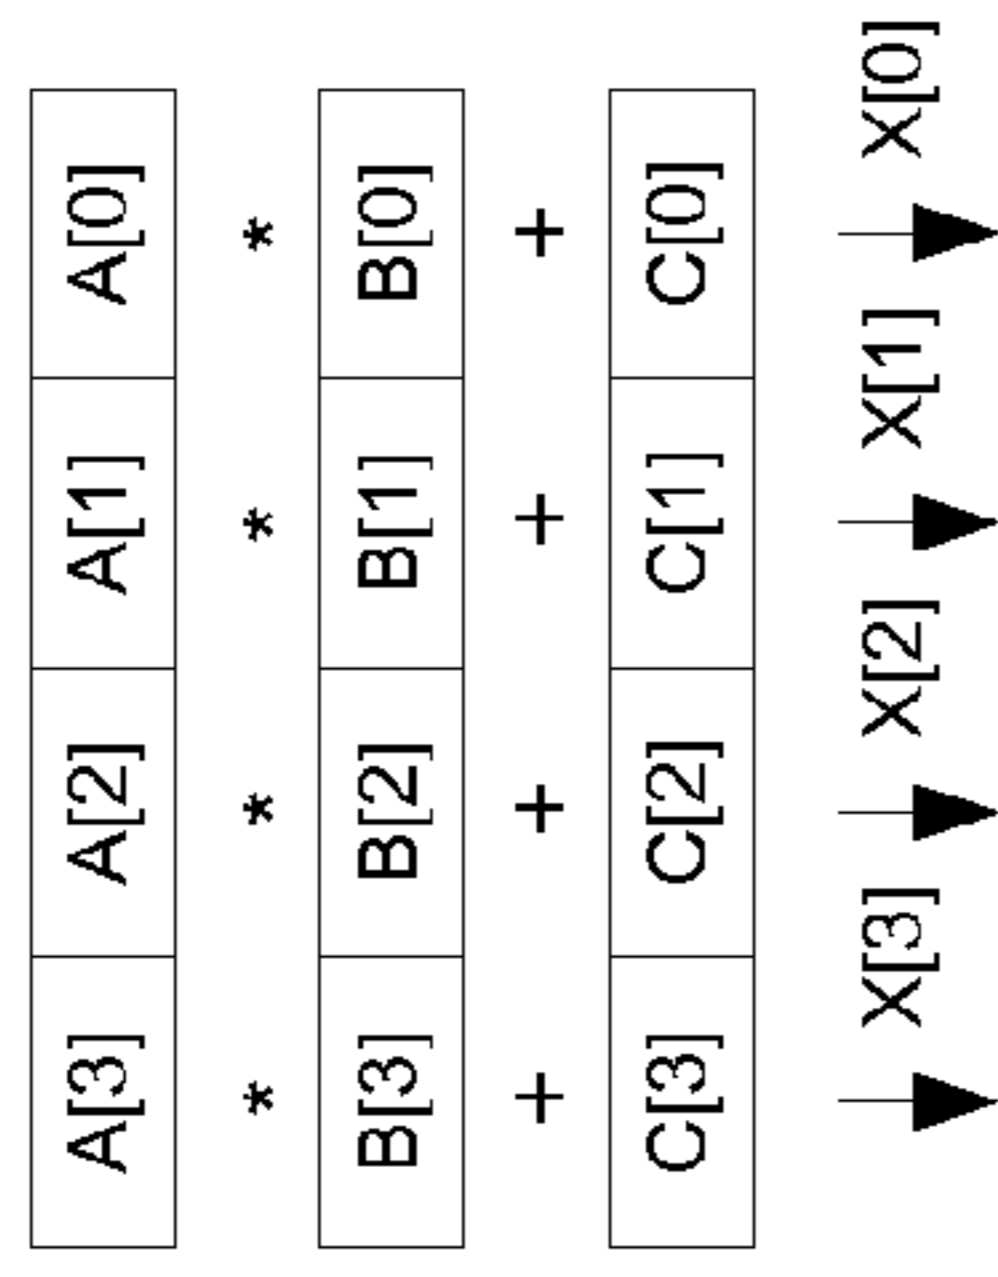 A[3] A[2] A[1] A[0]
* * * *
B[3] B[2] B[1] B[0]
+ + + +
C[3] C[2] C[1] C[0]
X[3] X[2] X[1] X[0]